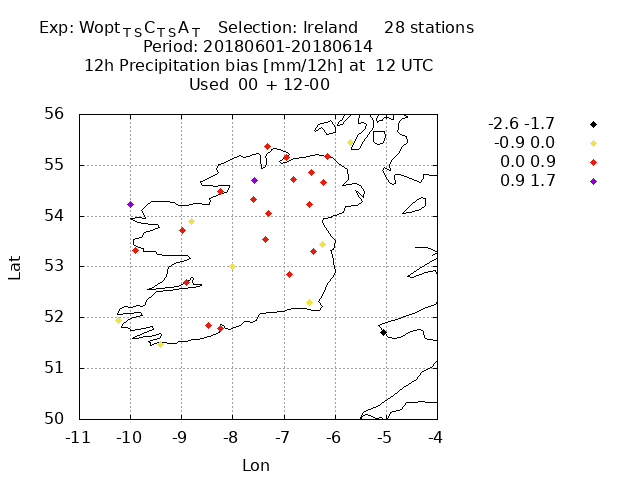 Exp: Wopt TS C TS A T   Selection: Ireland   28 stations
Period: 20180601-20180614
12h Precipitation bias [mm/12h] at 12 UTC
Used 00 + 12-00
-2.6 -1.7
-0.9 0.0
0.0 0.9
0.9 1.7
56
55
54
53
52
51
50
Lat
-11 -10 -9 -8 -7 -6 -5 -4
Lon